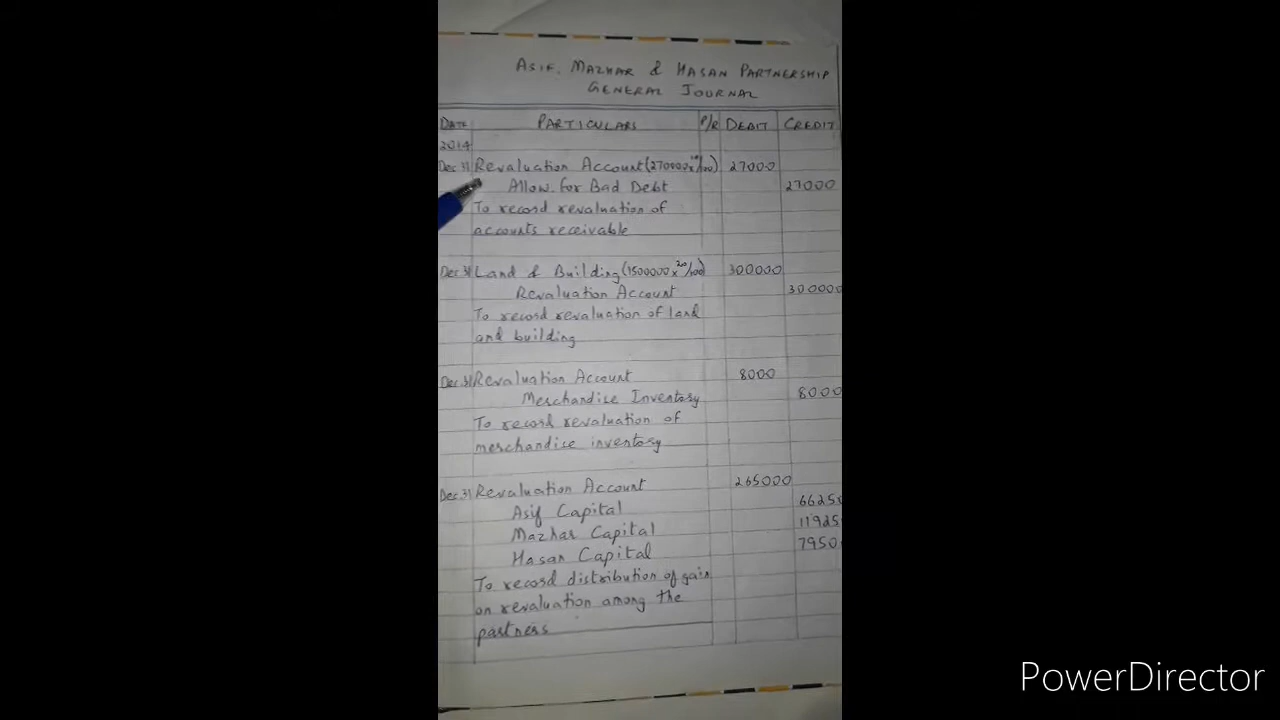 ASIF, MAZHAR & HASAN PARTNERSHIP
GENERAL JOURNAL
DATE PARTICULARS P/R DEBIT CREDIT
2014
Dec 31 Revaluation Account (270000x10/100) 27000
Allow. for Bad Debt 27000
To record revaluation of
accounts receivable
Dec 31 Land & Building (1500000x20/100) 300000
Revaluation Account 300000
To record revaluation of land
and building
Dec 31 Revaluation Account 8000
Merchandise Inventory 8000
To record revaluation of
merchandise inventory
Dec 31 Revaluation Account 265000
Asif Capital 6625
Mazhar Capital 11925
Hasan Capital 7950
To record distribution of gain
on revaluation among the
partners
PowerDirector